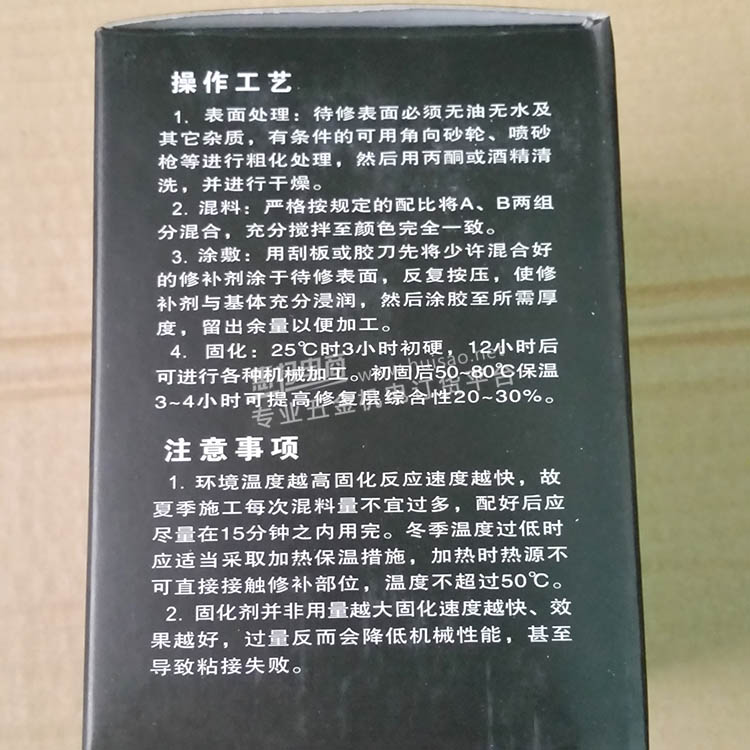 操作工艺
1. 表面处理：待修表面必须无油无水及
其它杂质，有条件的可用角向砂轮、喷砂
枪等进行粗化处理，然后用丙酮或酒精清
洗，并进行干燥。
2. 混料：严格按规定的配比将A、B两组
分混合，充分搅拌至颜色完全一致。
3. 涂敷：用刮板或胶刀先将少许混合好
的修补剂涂于待修表面，反复按压，使修
补剂与基体充分浸润，然后涂胶至所需厚
度，留出余量以便加工。
4. 固化：25℃时3小时初硬，12小时后
可进行各种机械加工。初固后50~80℃保温
3~4小时可提高修复层综合性20~30%。
www.huisao.net
专业五金机电订货平台
注意事项
1. 环境温度越高固化反应速度越快，故
夏季施工每次混料量不宜过多，配好后应
尽量在15分钟之内用完。冬季温度过低时
应适当采取加热保温措施，加热时热源不
可直接接触修补部位，温度不超过50℃。
2. 固化剂并非用量越大固化速度越快、效
果越好，过量反而会降低机械性能，甚至
导致粘接失败。